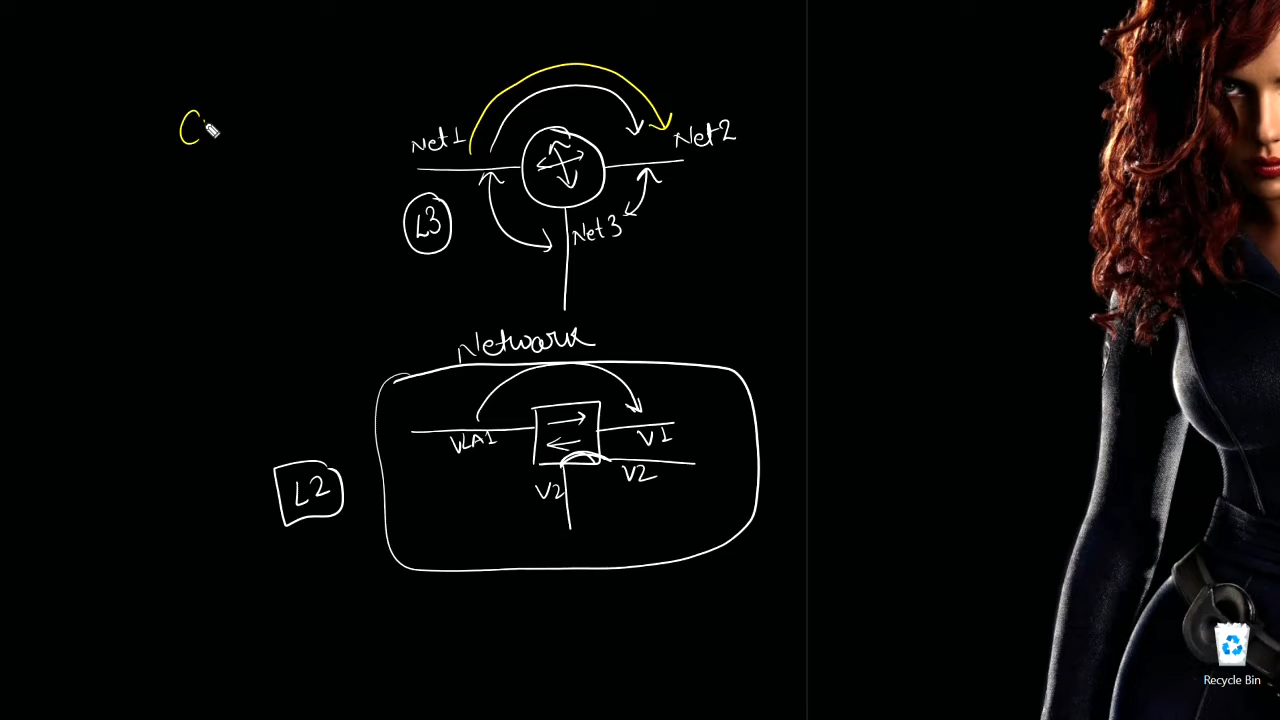 Net1
Net2
L3
Net3
Network
VLA1
V1
V2
V2
L2
Recycle Bin